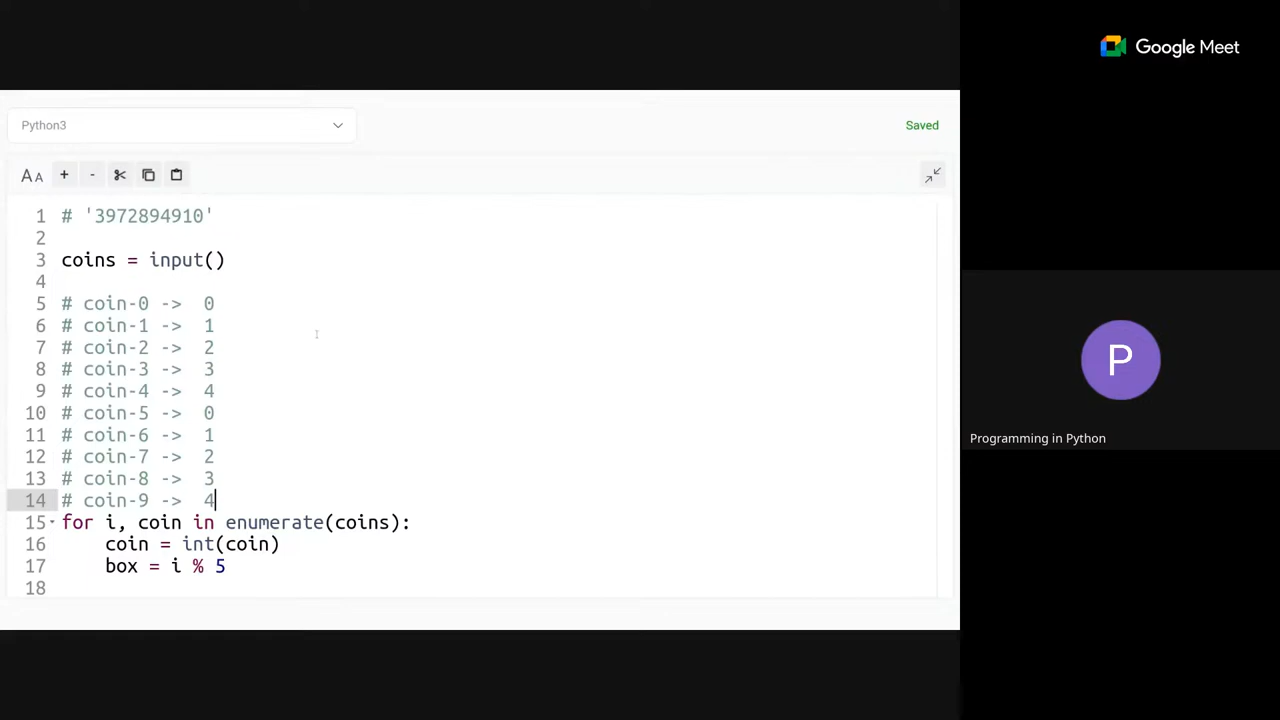 Google Meet
Python3
Saved
AA + -
1 # '3972894910'
2
3 coins = input()
4
5 # coin-0 -> 0
6 # coin-1 -> 1
7 # coin-2 -> 2
8 # coin-3 -> 3
9 # coin-4 -> 4
10 # coin-5 -> 0
11 # coin-6 -> 1
12 # coin-7 -> 2
13 # coin-8 -> 3
14 # coin-9 -> 4
15 for i, coin in enumerate(coins):
16     coin = int(coin)
17     box = i % 5
18
P
Programming in Python